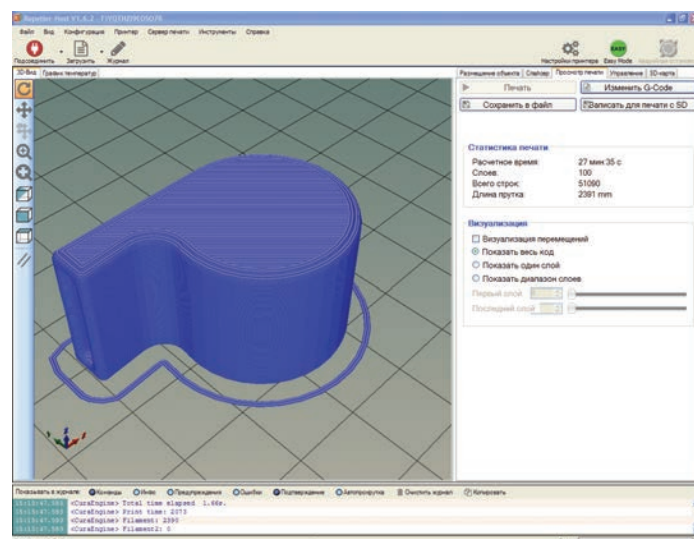 Repetier-Host V1.6.2 -
Файл Вид Конфигурация Принтер Сервер печати Инструменты Справка
Подсоединить Загрузить Журнал Настройки принтера Easy Mode
EASY
3D-Вид График температур
Размещение объекта Слайсер Просмотр печати Управление SD-карта
Печать Изменить G-Code
Сохранить в файл Записать для печати с SD
Статистика печати
Расчетное время: 27 мин:35 с
Слоев: 100
Всего строк: 51090
Длина прутка: 2391 mm
Визуализация
Визуализация перемещений
Показать весь код
Показать один слой
Показать диапазон слоев
Первый слой
Последний слой
Показывать в журнале: Команды Инфо Предупреждения Ошибки Подтверждение Автопрокрутка Очистить журнал Копировать
<CuraEngine> Total time elapsed 1.66s.
<CuraEngine> Print time: 2073
<CuraEngine> Filament: 2390
<CuraEngine> Filament2: 0